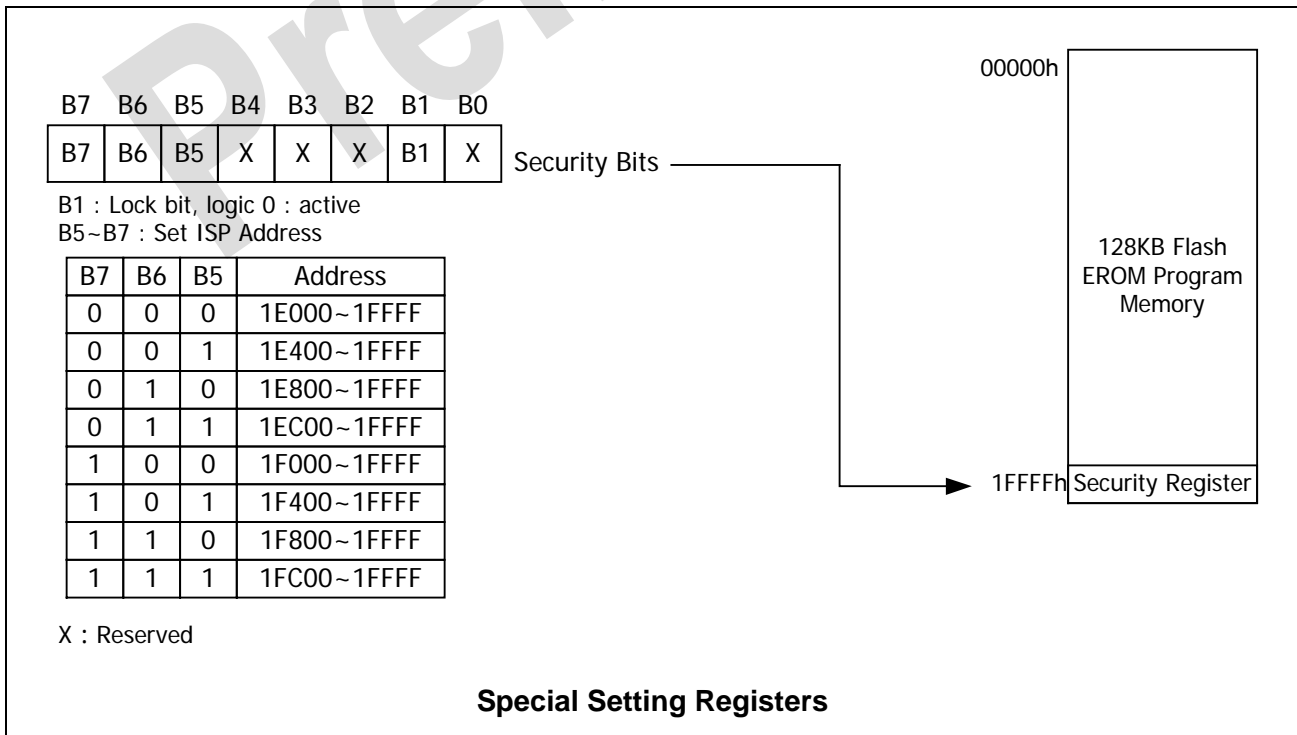 B7 B6 B5 B4 B3 B2 B1 B0
B7 B6 B5 X X X B1 X Security Bits
B1 : Lock bit, logic 0 : active
B5~B7 : Set ISP Address
B7 B6 B5 Address
0 0 0 1E000~1FFFF
0 0 1 1E400~1FFFF
0 1 0 1E800~1FFFF
0 1 1 1EC00~1FFFF
1 0 0 1F000~1FFFF
1 0 1 1F400~1FFFF
1 1 0 1F800~1FFFF
1 1 1 1FC00~1FFFF
X : Reserved
00000h
128KB Flash
EROM Program
Memory
1FFFFh Security Register
Special Setting Registers